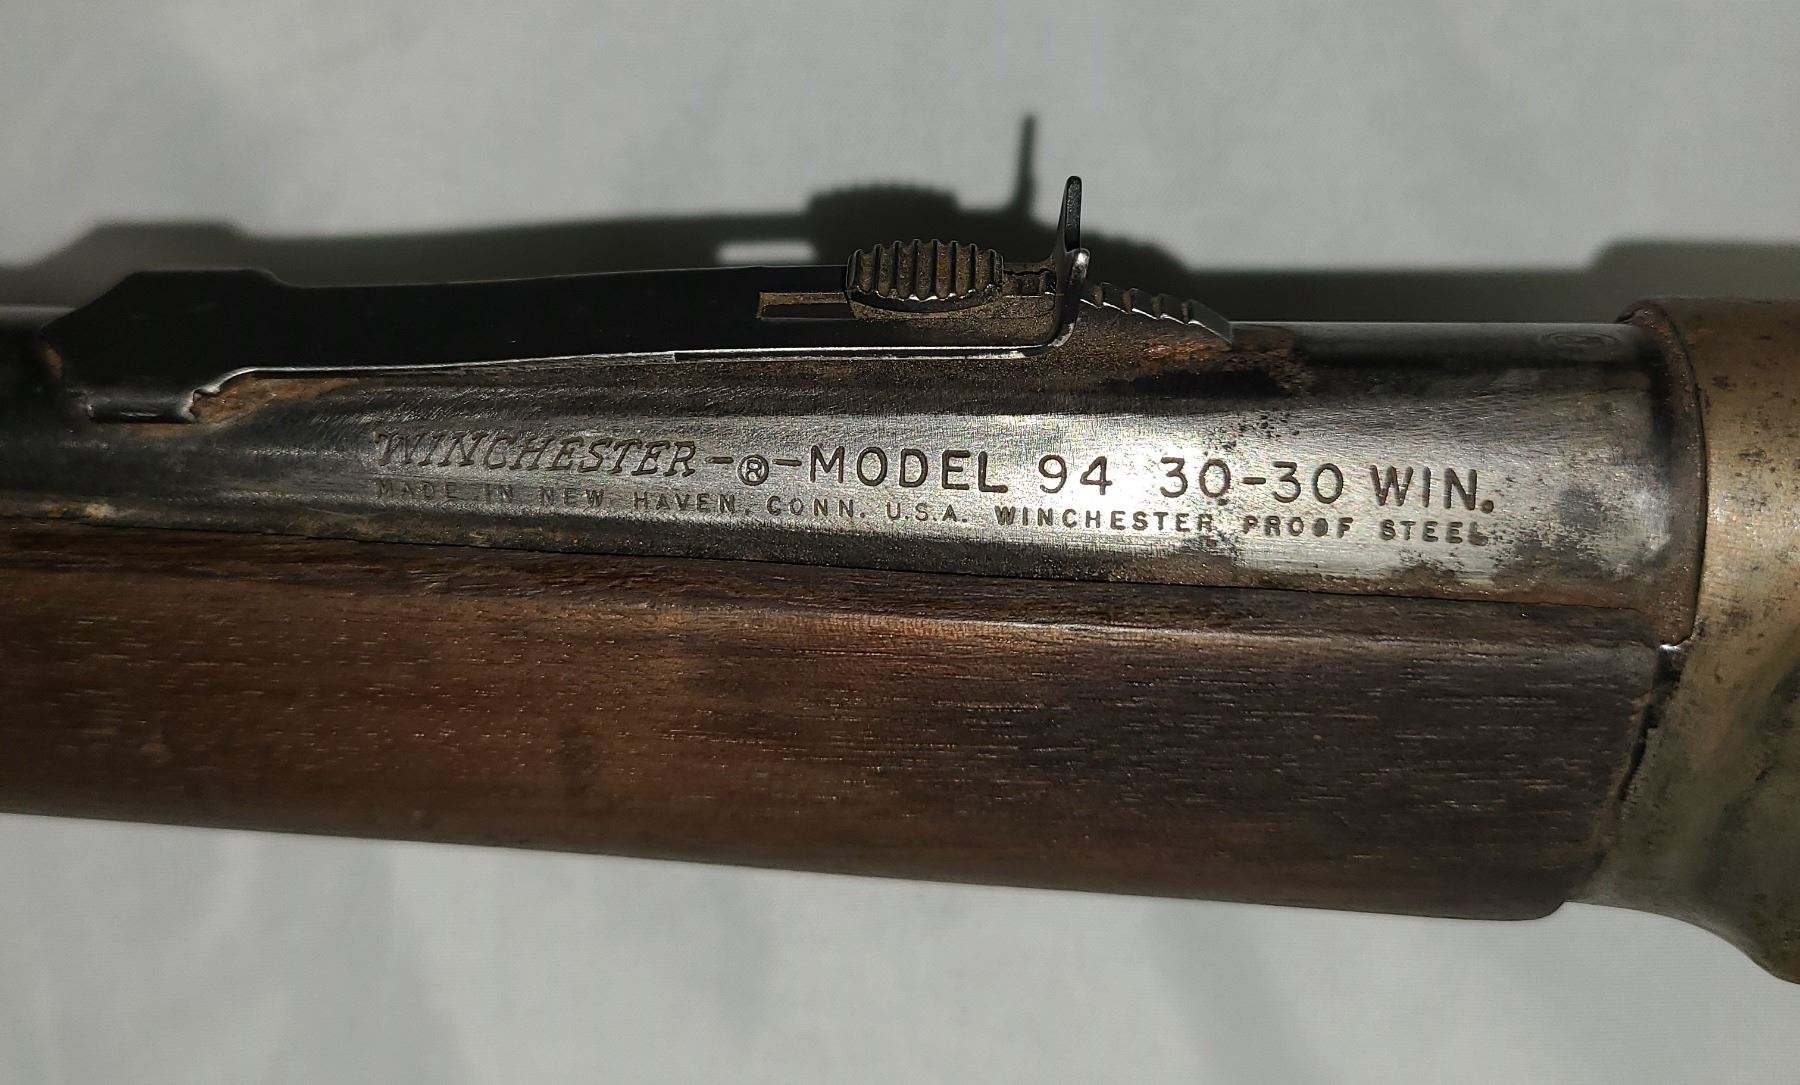 WINCHESTER-®-MODEL 94 30-30 WIN.
MADE IN NEW HAVEN, CONN. U.S.A. WINCHESTER PROOF STEEL